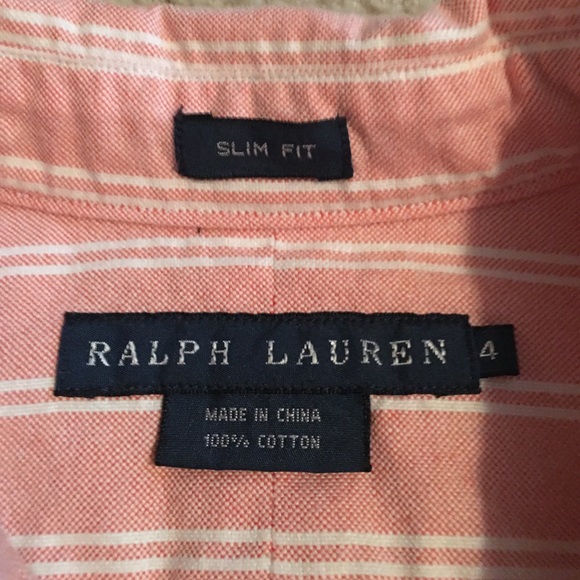 SLIM FIT
RALPH LAUREN 4
MADE IN CHINA
100% COTTON